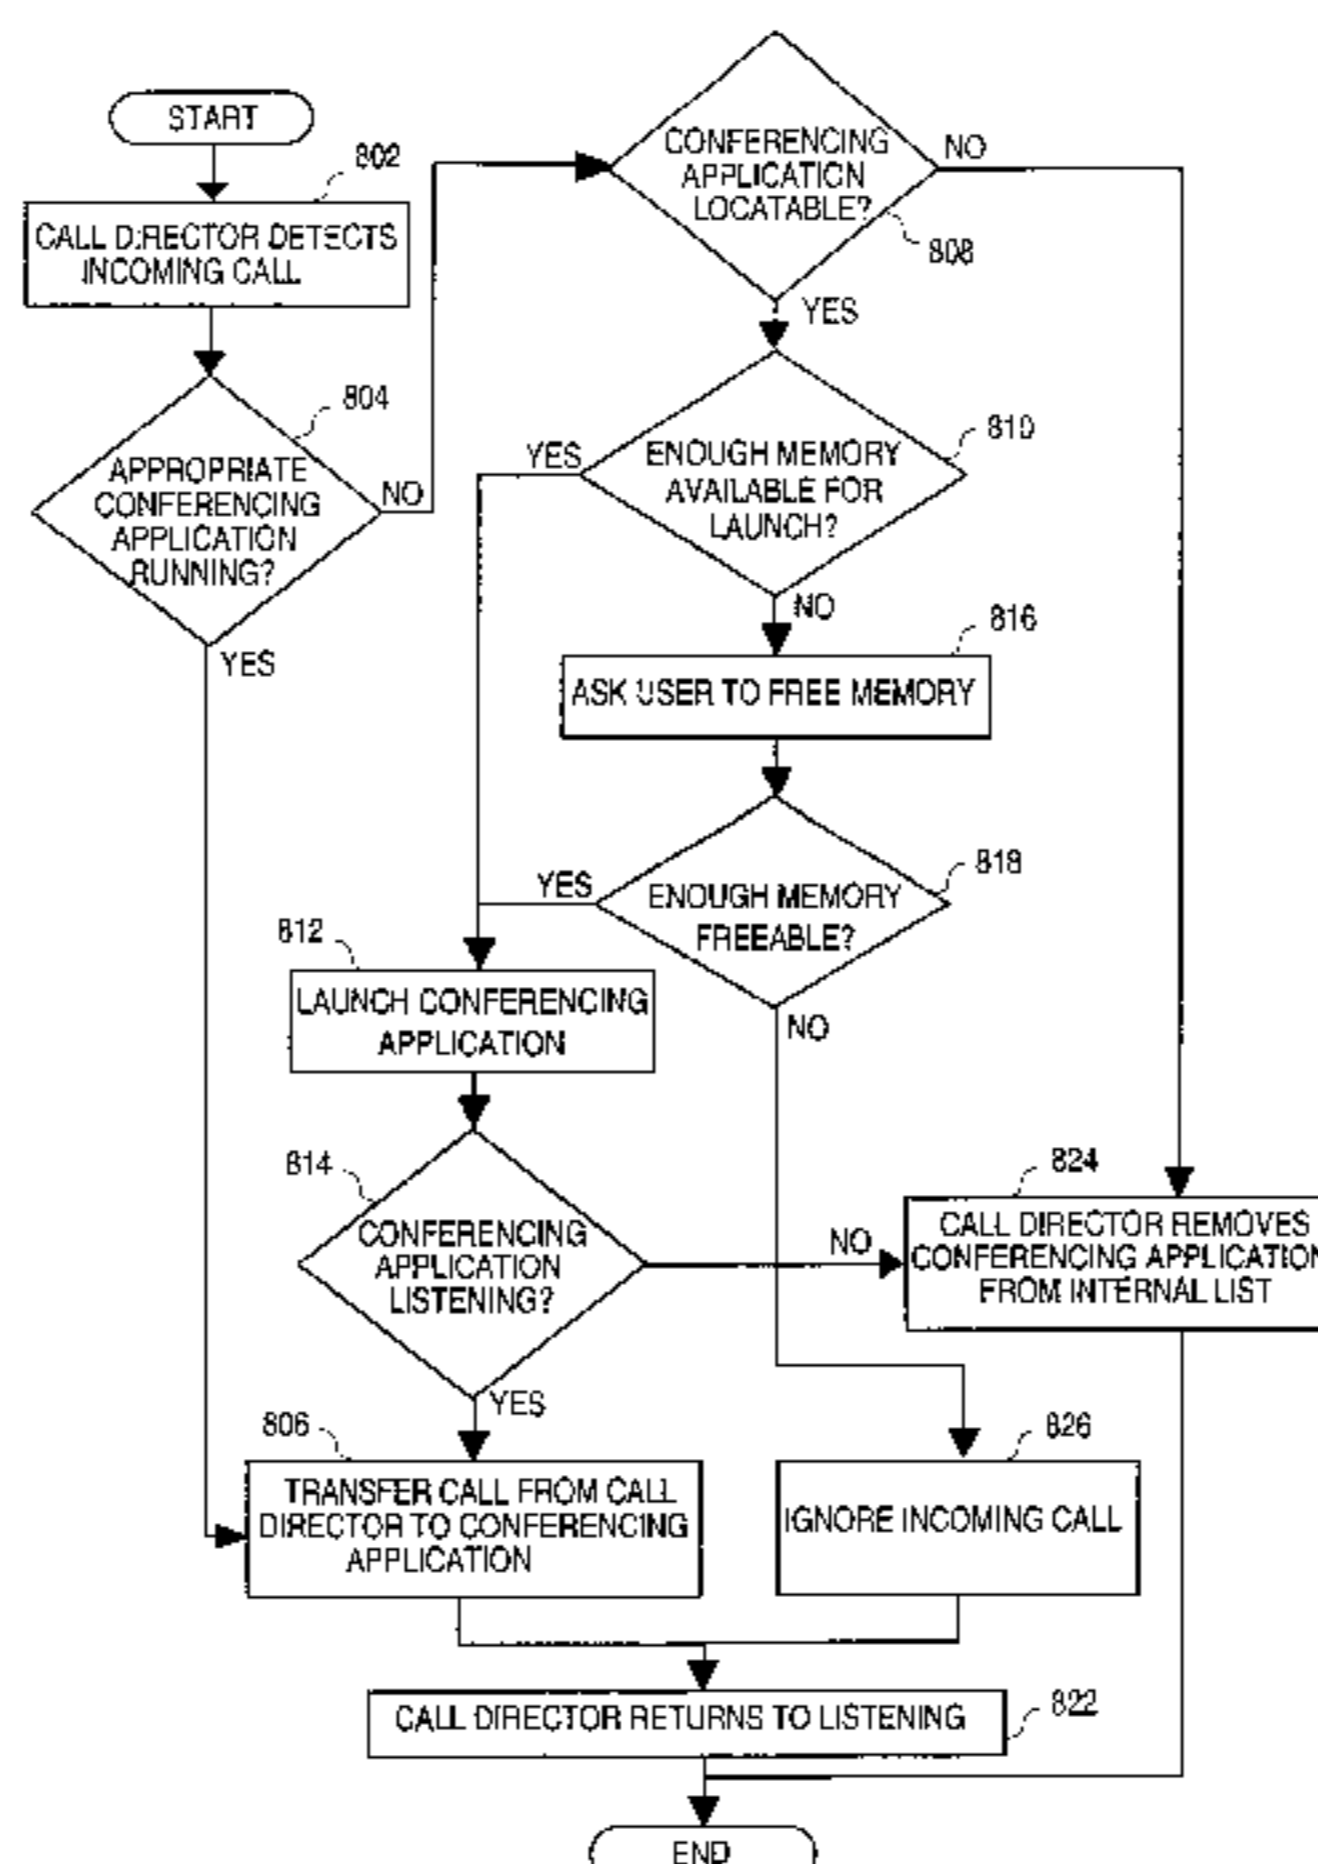 START
802
CALL DIRECTOR DETECTS
INCOMING CALL
804
APPROPRIATE
CONFERENCING
APPLICATION
RUNNING?
NO
YES
CONFERENCING
APPLICATION
LOCATABLE?
NO
808
YES
810
ENOUGH MEMORY
AVAILABLE FOR
LAUNCH?
YES
NO
816
ASK USER TO FREE MEMORY
818
ENOUGH MEMORY
FREEABLE?
YES
NO
812
LAUNCH CONFERENCING
APPLICATION
814
CONFERENCING
APPLICATION
LISTENING?
NO
YES
824
CALL DIRECTOR REMOVES
CONFERENCING APPLICATION
FROM INTERNAL LIST
806
TRANSFER CALL FROM CALL
DIRECTOR TO CONFERENCING
APPLICATION
826
IGNORE INCOMING CALL
CALL DIRECTOR RETURNS TO LISTENING
822
END